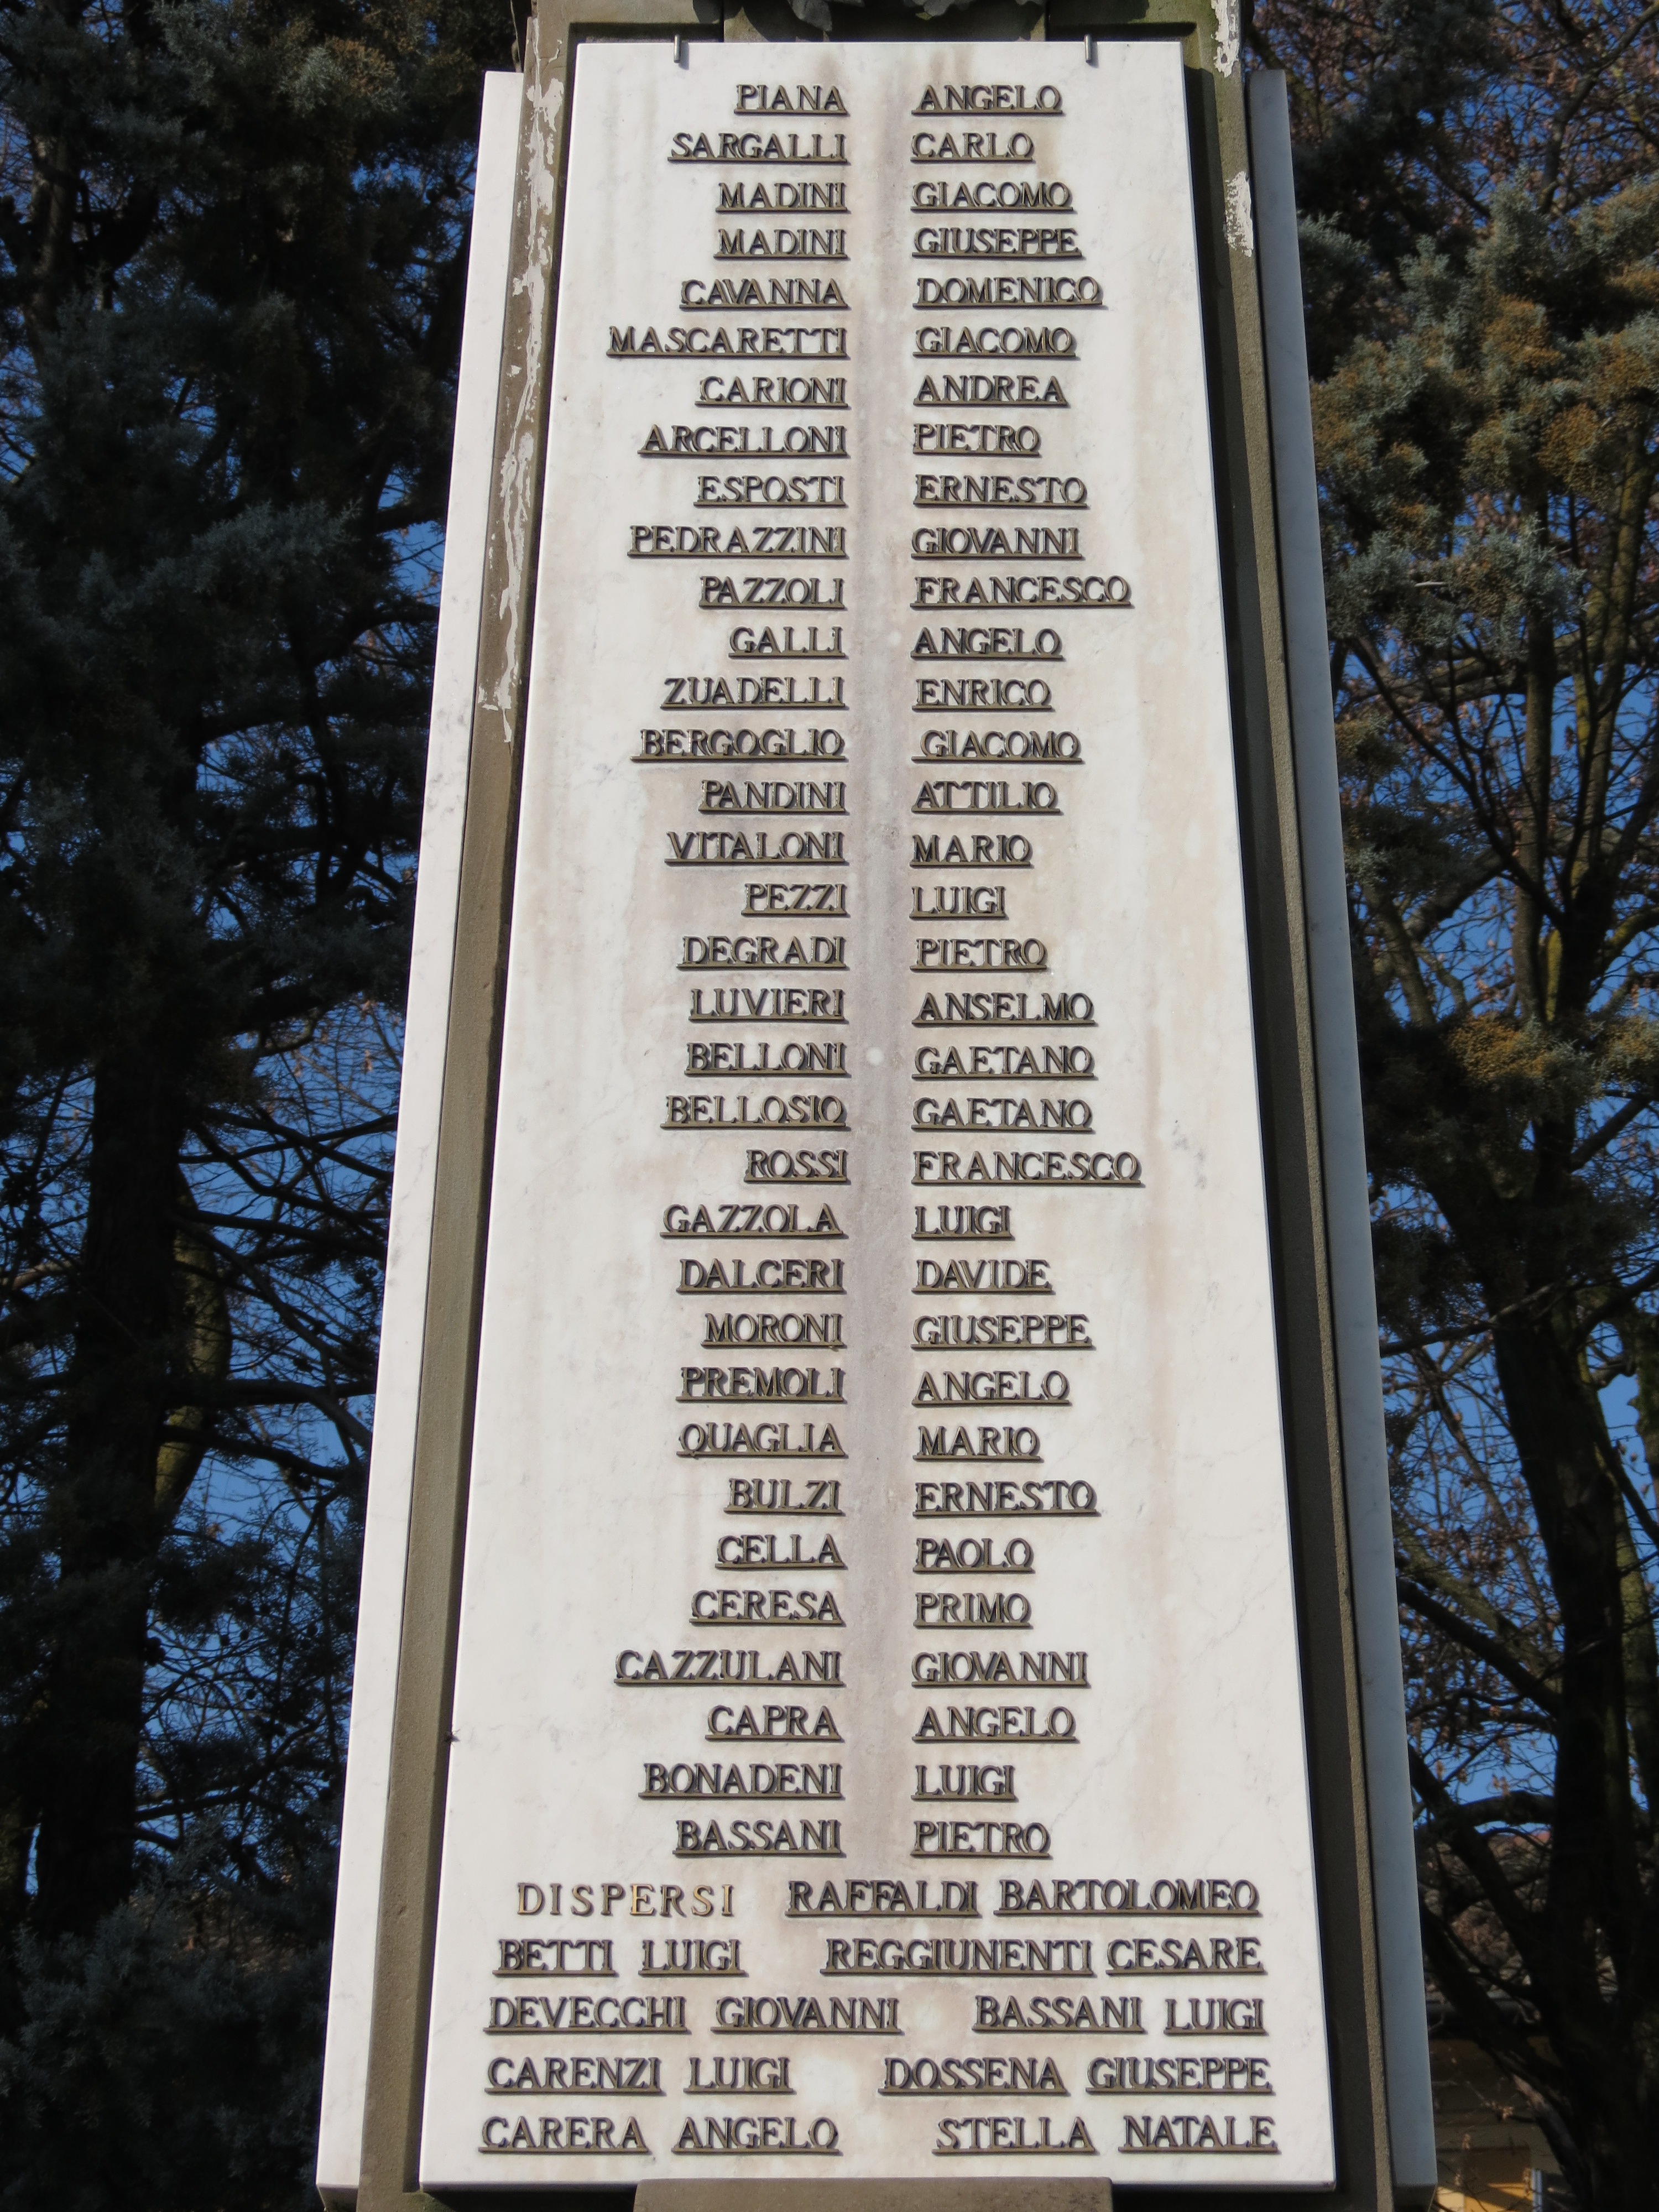 PIANA ANGELO
SARGALLI CARLO
MADINI GIACOMO
MADINI GIUSEPPE
CAVANNA DOMENICO
MASCARETTI GIACOMO
CARIONI ANDREA
ARCELLONI PIETRO
ESPOSTI ERNESTO
PEDRAZZINI GIOVANNI
PAZZOLI FRANCESCO
GALLI ANGELO
ZUADELLI ENRICO
BERGOGLIO GIACOMO
PANDINI ATTILIO
VITALONI MARIO
PEZZI LUIGI
DEGRADI PIETRO
LUVIERI ANSELMO
BELLONI GAETANO
BELLOSIO GAETANO
ROSSI FRANCESCO
GAZZOLA LUIGI
DALCERI DAVIDE
MORONI GIUSEPPE
PREMOLI ANGELO
QUAGLIA MARIO
BULZI ERNESTO
CELLA PAOLO
CERESA PRIMO
CAZZULANI GIOVANNI
CAPRA ANGELO
BONADENI LUIGI
BASSANI PIETRO
DISPERSI RAFFALDI BARTOLOMEO
BETTI LUIGI REGGIUNENTI CESARE
DEVECCHI GIOVANNI BASSANI LUIGI
CARENZI LUIGI DOSSENA GIUSEPPE
CARERA ANGELO STELLA NATALE